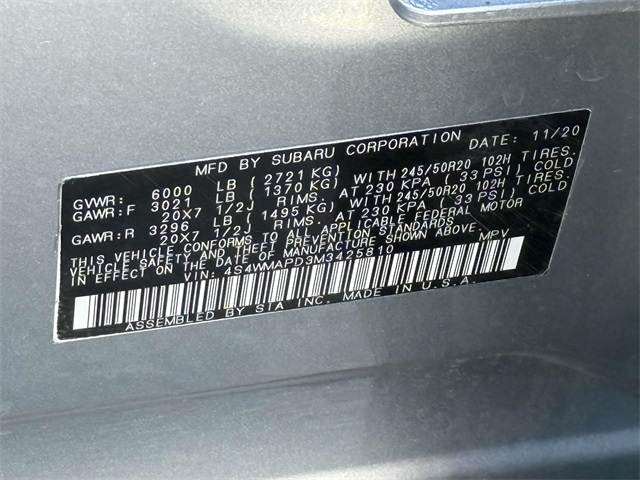 MFD BY SUBARU CORPORATION DATE: 11/20
GVWR: 6000 LB (2721 KG)
GAWR:F 3021 LB (1370 KG) WITH 245/50R20 102H TIRES.
20X7 1/2J RIMS. AT 230 KPA (33 PSI) COLD
GAWR:R 3296 LB (1495 KG) WITH 245/50R20 102H TIRES.
20X7 1/2J RIMS. AT 230 KPA (33 PSI) COLD
THIS VEHICLE CONFORMS TO ALL APPLICABLE FEDERAL MOTOR
VEHICLE SAFETY AND THEFT PREVENTION STANDARDS
IN EFFECT ON THE DATE OF MANUFACTURE SHOWN ABOVE.
VIN: 4S4WMAPD3M3425810 MPV
ASSEMBLED BY SIA INC. MADE IN U.S.A.